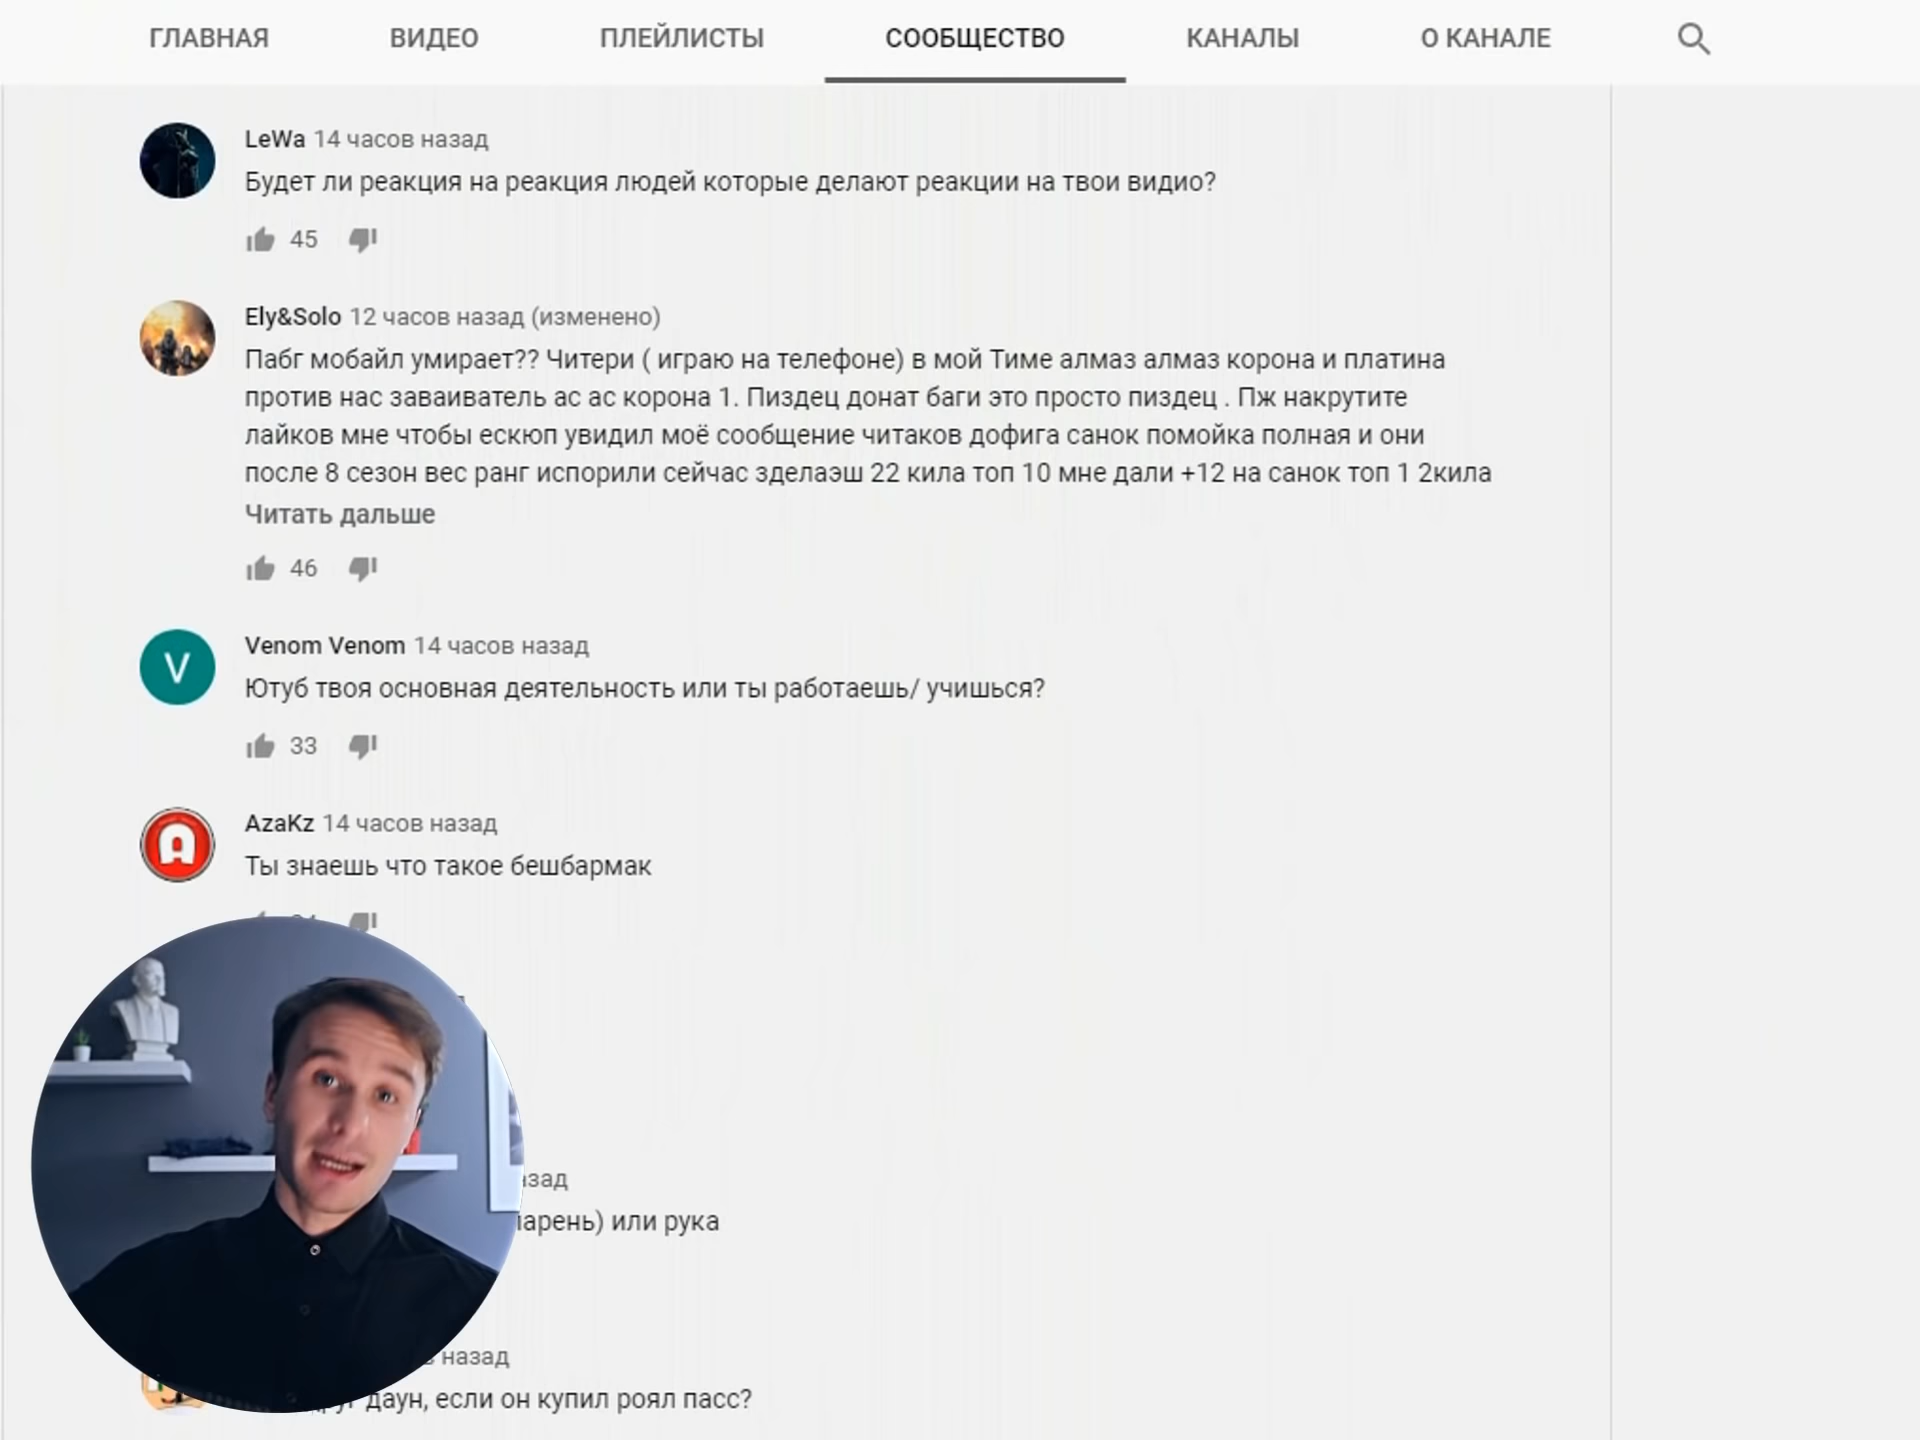 ГЛАВНАЯ ВИДЕО ПЛЕЙЛИСТЫ СООБЩЕСТВО КАНАЛЫ О КАНАЛЕ
LeWa 14 часов назад
Будет ли реакция на реакция людей которые делают реакции на твои видио?
45
Ely&Solo 12 часов назад (изменено)
Пабг мобайл умирает?? Читери ( играю на телефоне) в мой Тиме алмаз алмаз корона и платина
против нас заваиватель ас ас корона 1. Пиздец донат баги это просто пиздец . Пж накрутите
лайков мне чтобы ескюп увидил моё сообщение читаков дофига санок помойка полная и они
после 8 сезон вес ранг испорили сейчас зделаэш 22 кила топ 10 мне дали +12 на санок топ 1 2кила
Читать дальше
46
V
Venom Venom 14 часов назад
Ютуб твоя основная деятельность или ты работаешь/ учишься?
33
A
AzaKz 14 часов назад
Ты знаешь что такое бешбармак
парень) или рука
назад
даун, если он купил роял пасс?